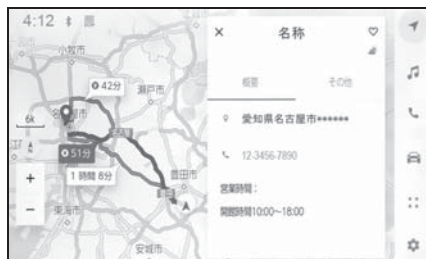 4:12
小牧市
42分
瀬戸市
6k
51分
1 時間 8分
豊田市
東海市
安城市
+
−
×
名称
概要
その他
愛知県名古屋市******
12-3456-7890
営業時間：
開館時間10:00～18:00